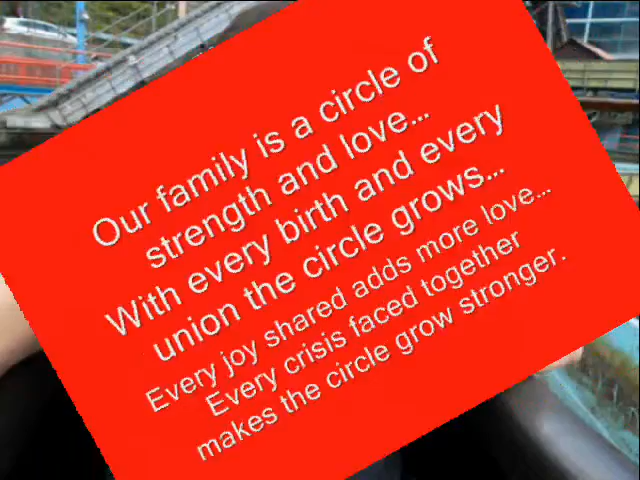 Our family is a circle of
strength and love...
With every birth and every
union the circle grows...
Every joy shared adds more love...
Every crisis faced together
makes the circle grow stronger.